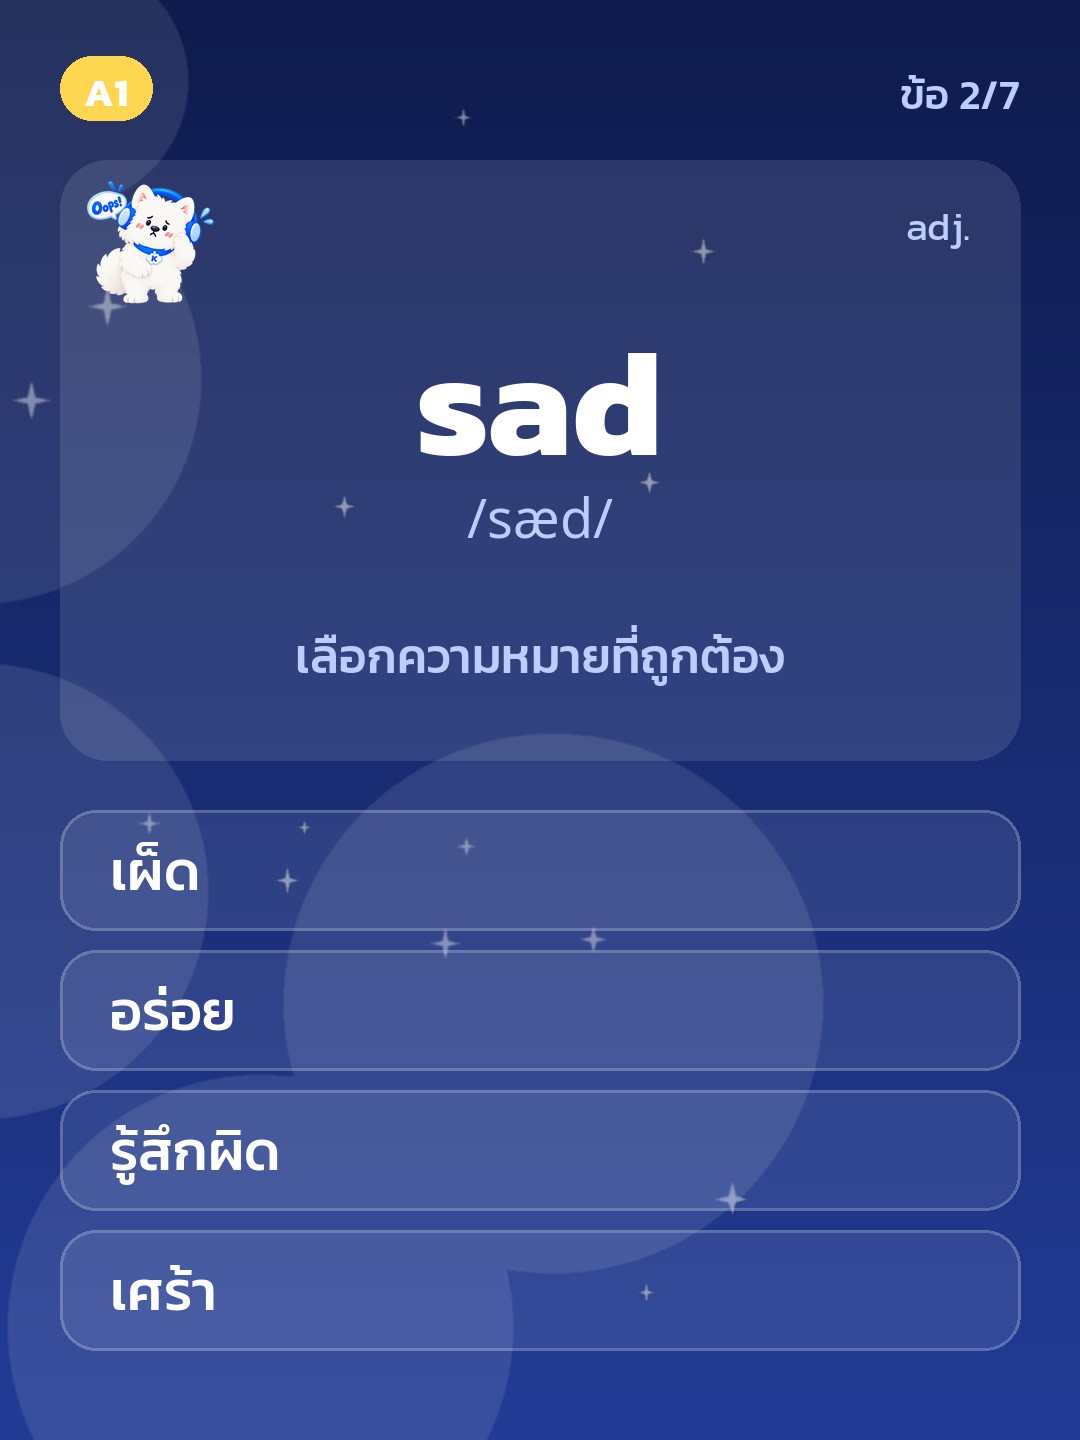 A1
ข้อ 2/7
Oops!
adj.
K
sad
/sæd/
เลือกความหมายที่ถูกต้อง
เผ็ด
อร่อย
รู้สึกผิด
เศร้า